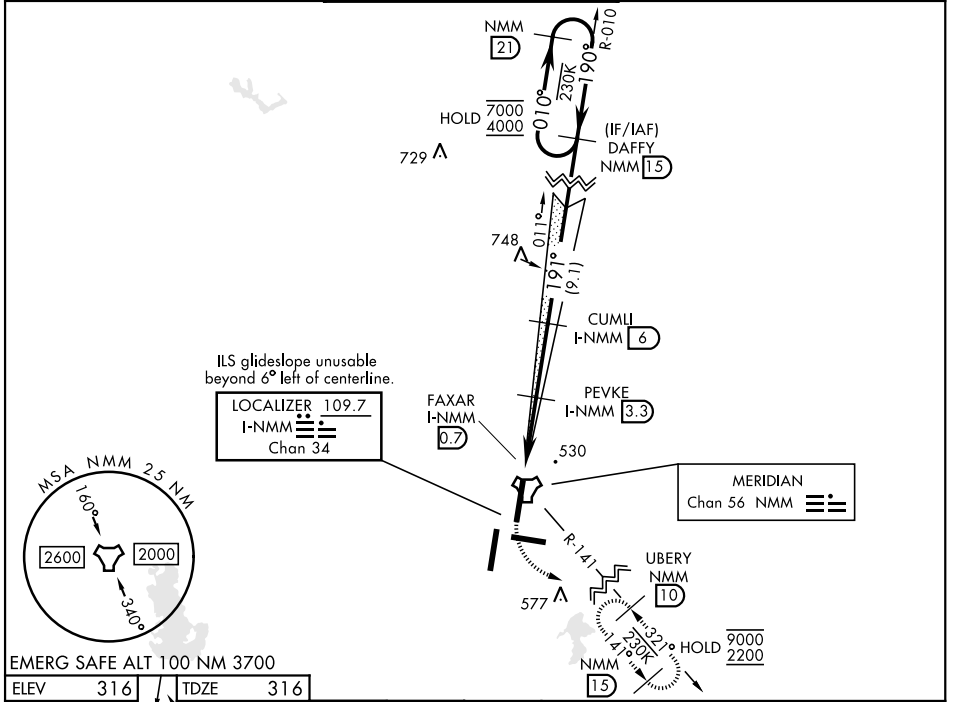 NMM
21
R-010
190°
230K
010°
HOLD 7000
4000
(IF/IAF)
DAFFY
NMM 15
729
011°
748
191°
(9.1)
CUMLI
I-NMM 6
ILS glideslope unusable
beyond 6° left of centerline.
LOCALIZER 109.7
I-NMM
Chan 34
FAXAR
I-NMM
0.7
PEVKE
I-NMM 3.3
530
MERIDIAN
Chan 56 NMM
MSA NMM 25 NM
160°
2600
2000
340°
R-141
UBERY
NMM
10
577
321°
230K
141°
HOLD 9000
2200
NMM
15
EMERG SAFE ALT 100 NM 3700
ELEV 316
TDZE 316